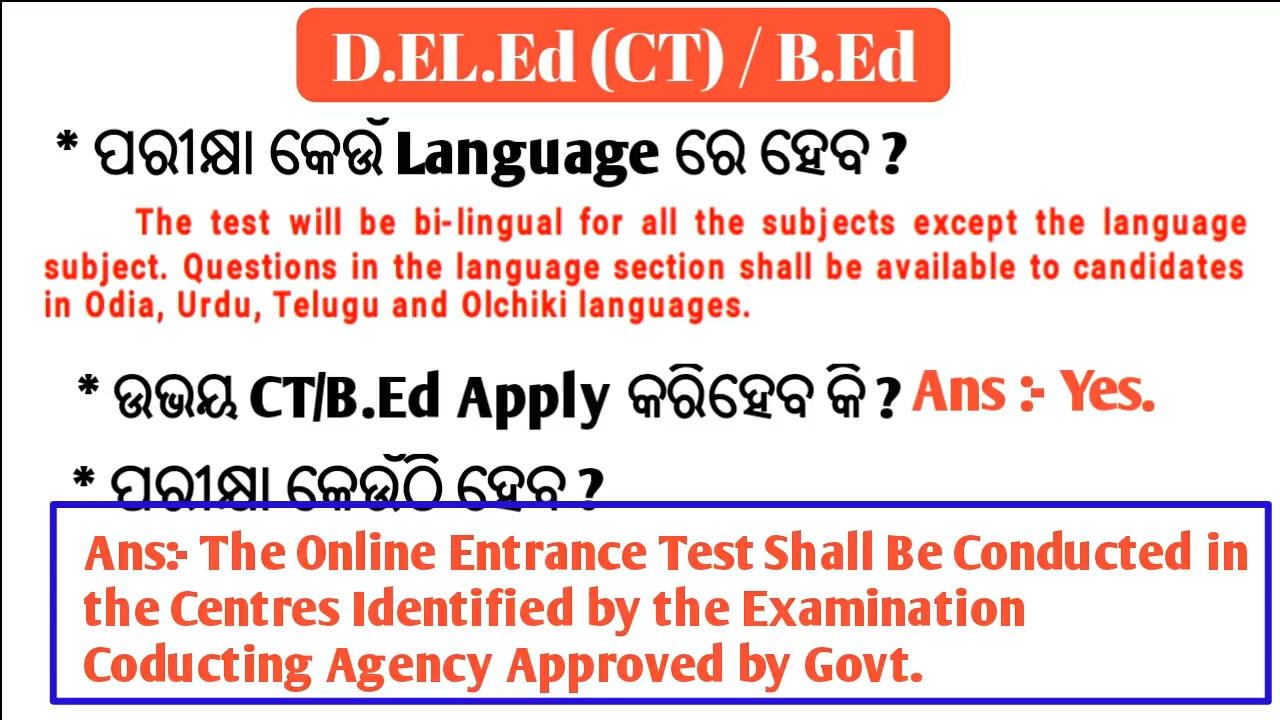 D.EL.Ed (CT) / B.Ed
* ପରୀକ୍ଷା କେଉଁ Language ରେ ହେବ ?
The test will be bi-lingual for all the subjects except the language
subject. Questions in the language section shall be available to candidates
in Odia, Urdu, Telugu and Olchiki languages.
* ଉଭୟ CT/B.Ed Apply କରିହେବ କି ? Ans :- Yes.
* ପରୀକ୍ଷା କେଉଁଠି ହେବ ?
Ans:- The Online Entrance Test Shall Be Conducted in
the Centres Identified by the Examination
Coducting Agency Approved by Govt.